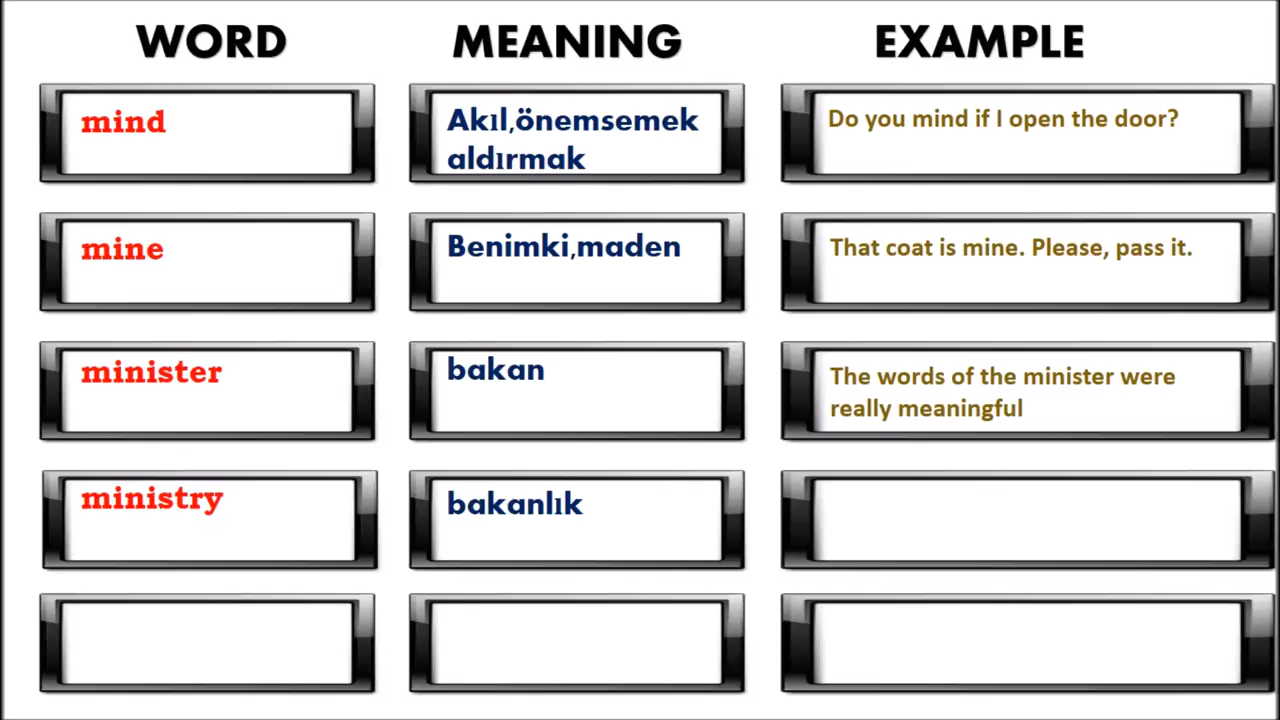 WORD MEANING EXAMPLE
mind
Akıl,önemsemek
aldırmak
Do you mind if I open the door?
mine
Benimki,maden
That coat is mine. Please, pass it.
minister
bakan
The words of the minister were
really meaningful
ministry
bakanlık